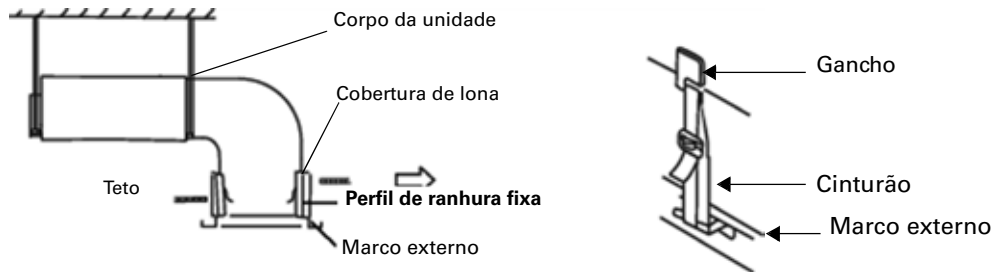 Corpo da unidade
Cobertura de lona
Teto
Perfil de ranhura fixa
Marco externo
Gancho
Cinturão
Marco externo